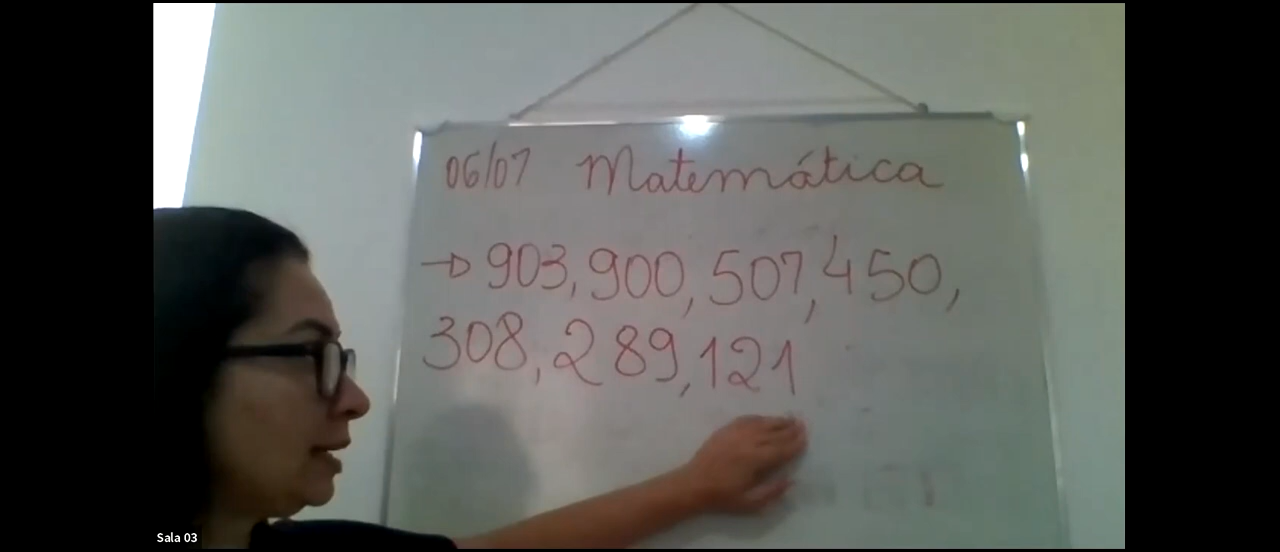 06/07 Matemática
→ 903, 900, 507, 450,
308, 289, 121
Sala 03